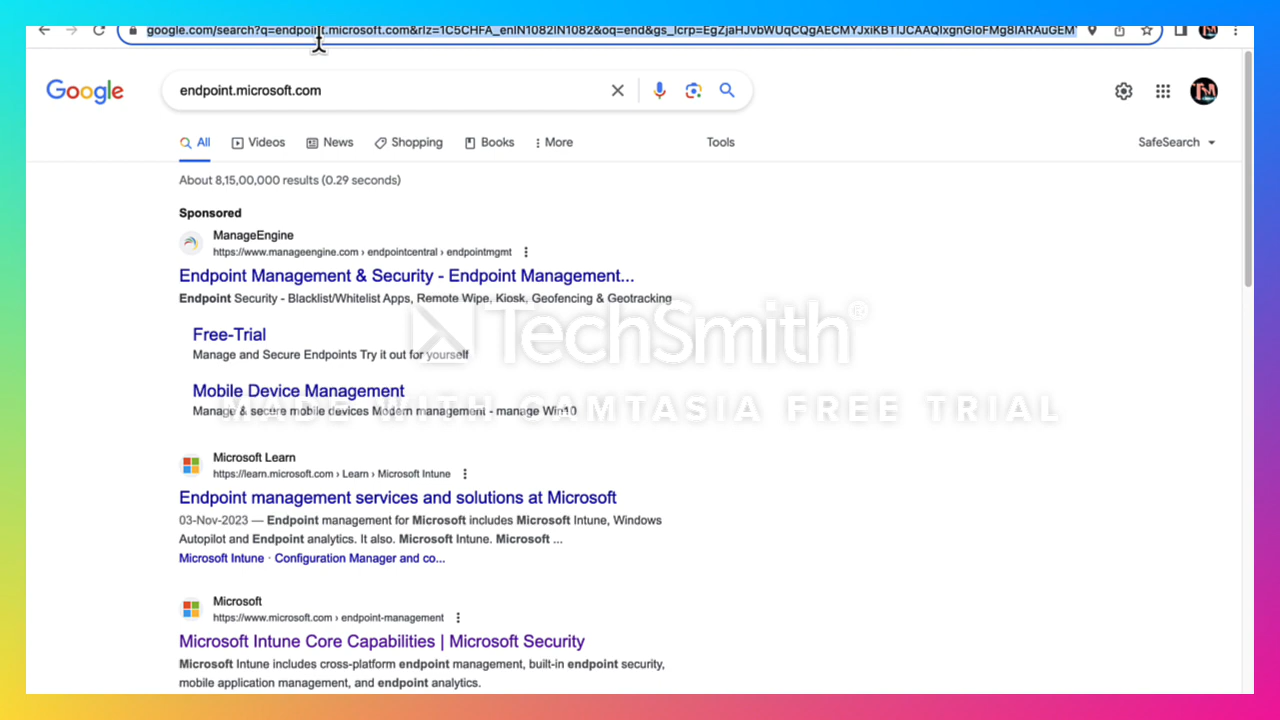 google.com/search?q=endpoint.microsoft.com&rlz=1C5CHFA_enIN1082IN1082&oq=end&gs_lcrp=
Google
endpoint.microsoft.com
All
Videos
News
Shopping
Books
More
Tools
SafeSearch
About 8,15,00,000 results (0.29 seconds)
Sponsored
ManageEngine
https://www.manageengine.com › endpointcentral › endpointmgmt
Endpoint Management & Security - Endpoint Management...
Endpoint Security - Blacklist/Whitelist Apps, Remote Wipe, Kiosk, Geofencing & Geotracking
Free-Trial
Manage and Secure Endpoints Try it out for yourself
TechSmith®
Mobile Device Management
Manage & secure mobile devices Modern management - manage Win10
MADE WITH CAMTASIA FREE TRIAL
Microsoft Learn
https://learn.microsoft.com › Learn › Microsoft Intune
Endpoint management services and solutions at Microsoft
03-Nov-2023 — Endpoint management for Microsoft includes Microsoft Intune, Windows
Autopilot and Endpoint analytics. It also. Microsoft Intune. Microsoft ...
Microsoft Intune · Configuration Manager and co...
Microsoft
https://www.microsoft.com › endpoint-management
Microsoft Intune Core Capabilities | Microsoft Security
Microsoft Intune includes cross-platform endpoint management, built-in endpoint security,
mobile application management, and endpoint analytics.